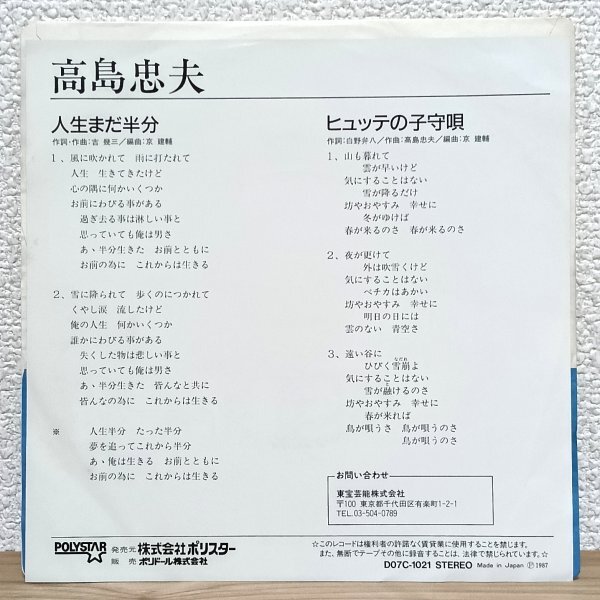 高島忠夫
人生まだ半分
作詞・作曲:吉 幾三/編曲:京 建輔
1、風に吹かれて 雨に打たれて
人生 生きてきたけど
心の隅に何かいくつか
お前にわびる事がある
過ぎ去る事は淋しい事と
思っていても俺は男さ
あゝ半分生きた お前とともに
お前の為に これからは生きる
2、雪に降られて 歩くのにつかれて
くやし涙 流したけど
俺の人生 何かいくつか
誰かにわびる事がある
失くした物は悲しい事と
思っていても俺は男さ
あゝ半分生きた 皆んなと共に
皆んなの為に これからは生きる
※ 人生半分 たった半分
夢を追ってこれから半分
あゝ俺は生きる お前とともに
お前の為に これからは生きる
ヒュッテの子守唄
作詞:白野弁八/作曲:高島忠夫/編曲:京 建輔
1、山も暮れて
雲が早いけど
気にすることはない
雪が降るだけ
坊やおやすみ 幸せに
冬がゆけば
春が来るのさ 春が来るのさ
2、夜が更けて
外は吹雪くけど
気にすることはない
ペチカはあかい
坊やおやすみ 幸せに
明日の日には
雲のない 青空さ
3、遠い谷に
ひびく雪崩よ
なだれ
気にすることはない
雪が融けるのさ
坊やおやすみ 幸せに
春が来れば
鳥が唄うさ 鳥が唄うのさ
鳥が唄うのさ
お問い合わせ
東宝芸能株式会社
〒100 東京都千代田区有楽町1-2-1
TEL.03-504-0789
POLYSTAR
発売元 株式会社ポリスター
販 売 ポリドール株式会社
☆このレコードは権利者の許諾なく賃貸業に使用することを禁じます。
また、無断でテープその他に録音することは、法律で禁じられています。☆
D07C-1021 STEREO Made in Japan Ⓟ1987